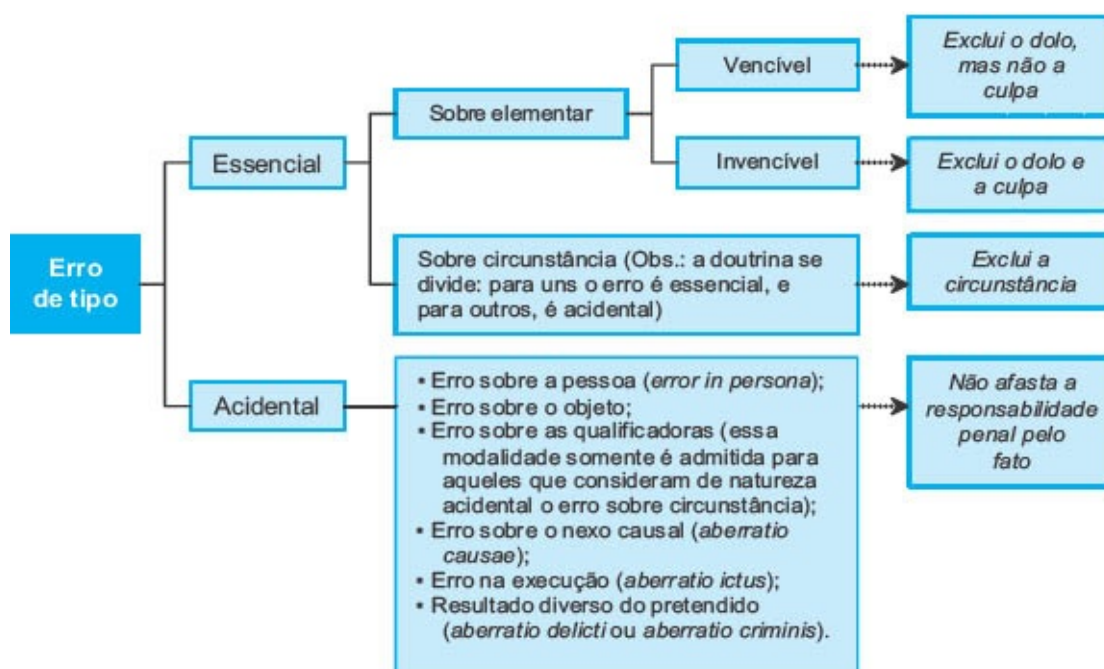 Erro
de tipo
Essencial
Sobre elementar
Vencível
Exclui o dolo,
mas não a
culpa
Invencível
Exclui o dolo e
a culpa
Sobre circunstância (Obs.: a doutrina se
divide: para uns o erro é essencial, e
para outros, é acidental)
Exclui a
circunstância
Acidental
• Erro sobre a pessoa (error in persona);
• Erro sobre o objeto;
• Erro sobre as qualificadoras (essa
modalidade somente é admitida para
aqueles que consideram de natureza
acidental o erro sobre circunstância);
• Erro sobre o nexo causal (aberratio
causae);
• Erro na execução (aberratio ictus);
• Resultado diverso do pretendido
(aberratio delicti ou aberratio criminis).
Não afasta a
responsabilidade
penal pelo
fato